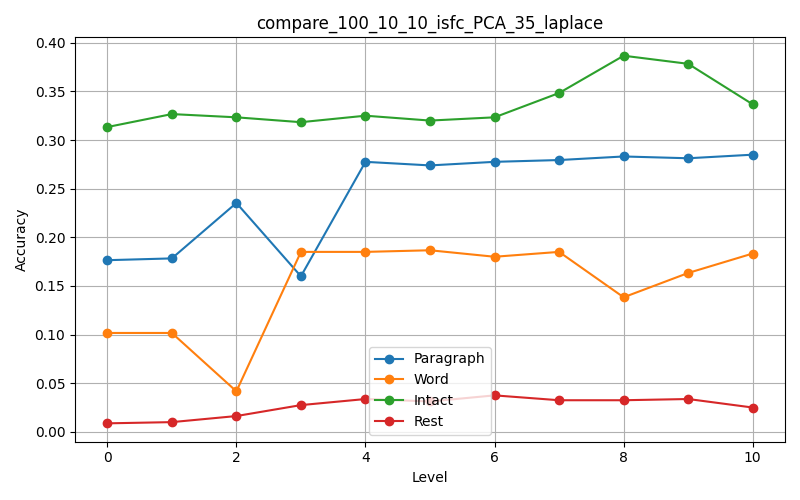 compare_100_10_10_isfc_PCA_35_laplace
0.40
0.35
0.30
0.25
0.20
0.15
0.10
0.05
0.00
Accuracy
Paragraph
Word
Intact
Rest
0 2 4 6 8 10
Level